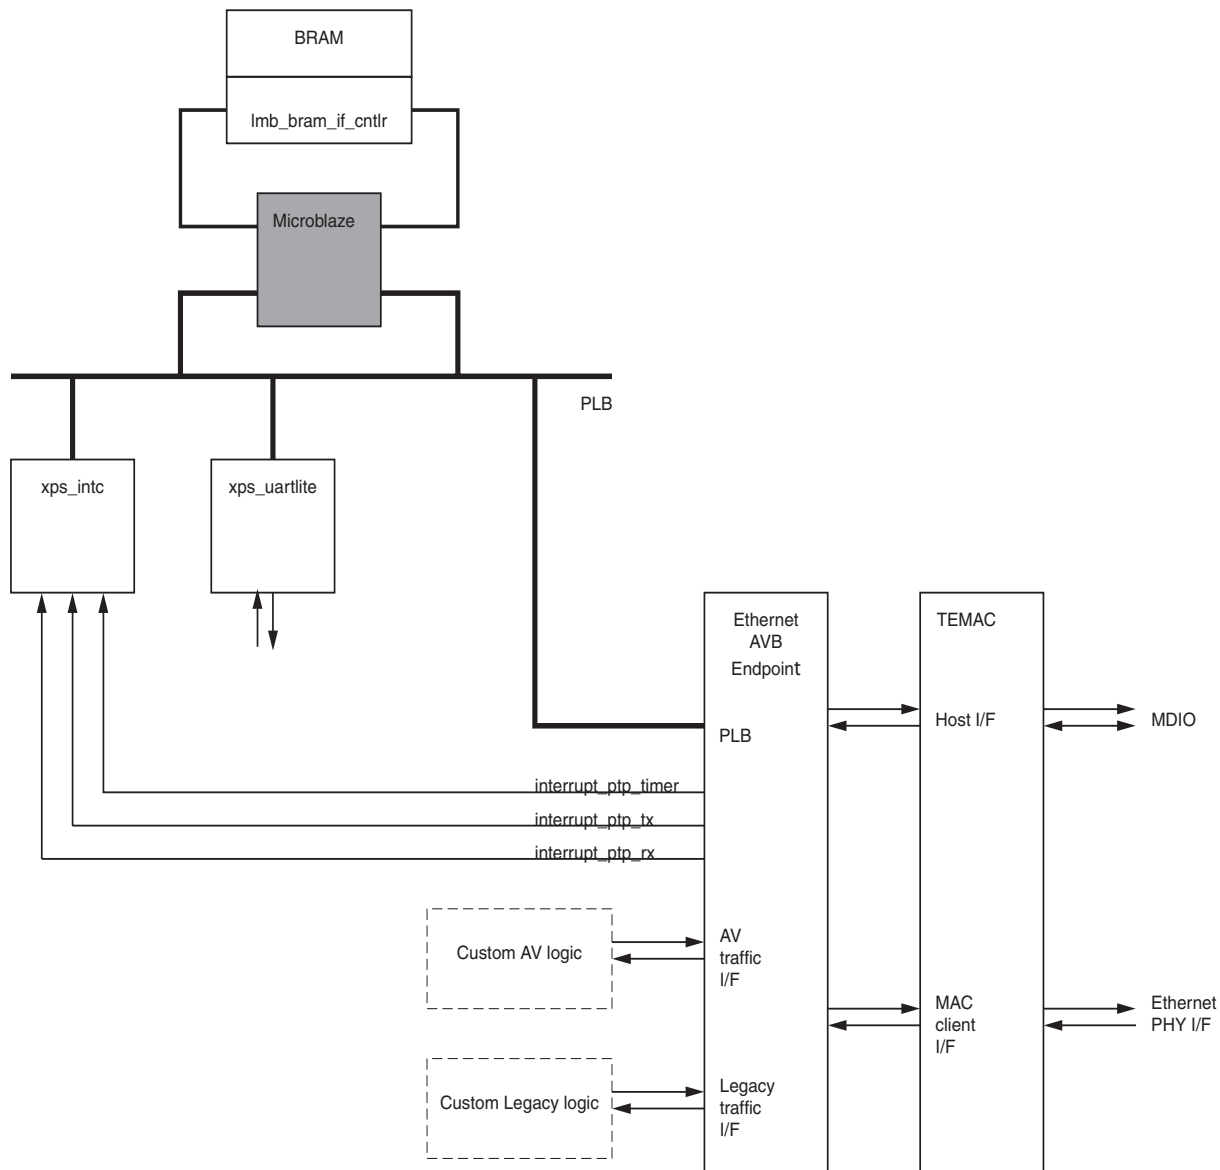 BRAM
lmb_bram_if_cntlr
Microblaze
PLB
xps_intc
xps_uartlite
Ethernet
AVB
Endpoint
TEMAC
Host I/F
MDIO
PLB
interrupt_ptp_timer
interrupt_ptp_tx
interrupt_ptp_rx
Custom AV logic
AV
traffic
I/F
MAC
client
I/F
Ethernet
PHY I/F
Custom Legacy logic
Legacy
traffic
I/F